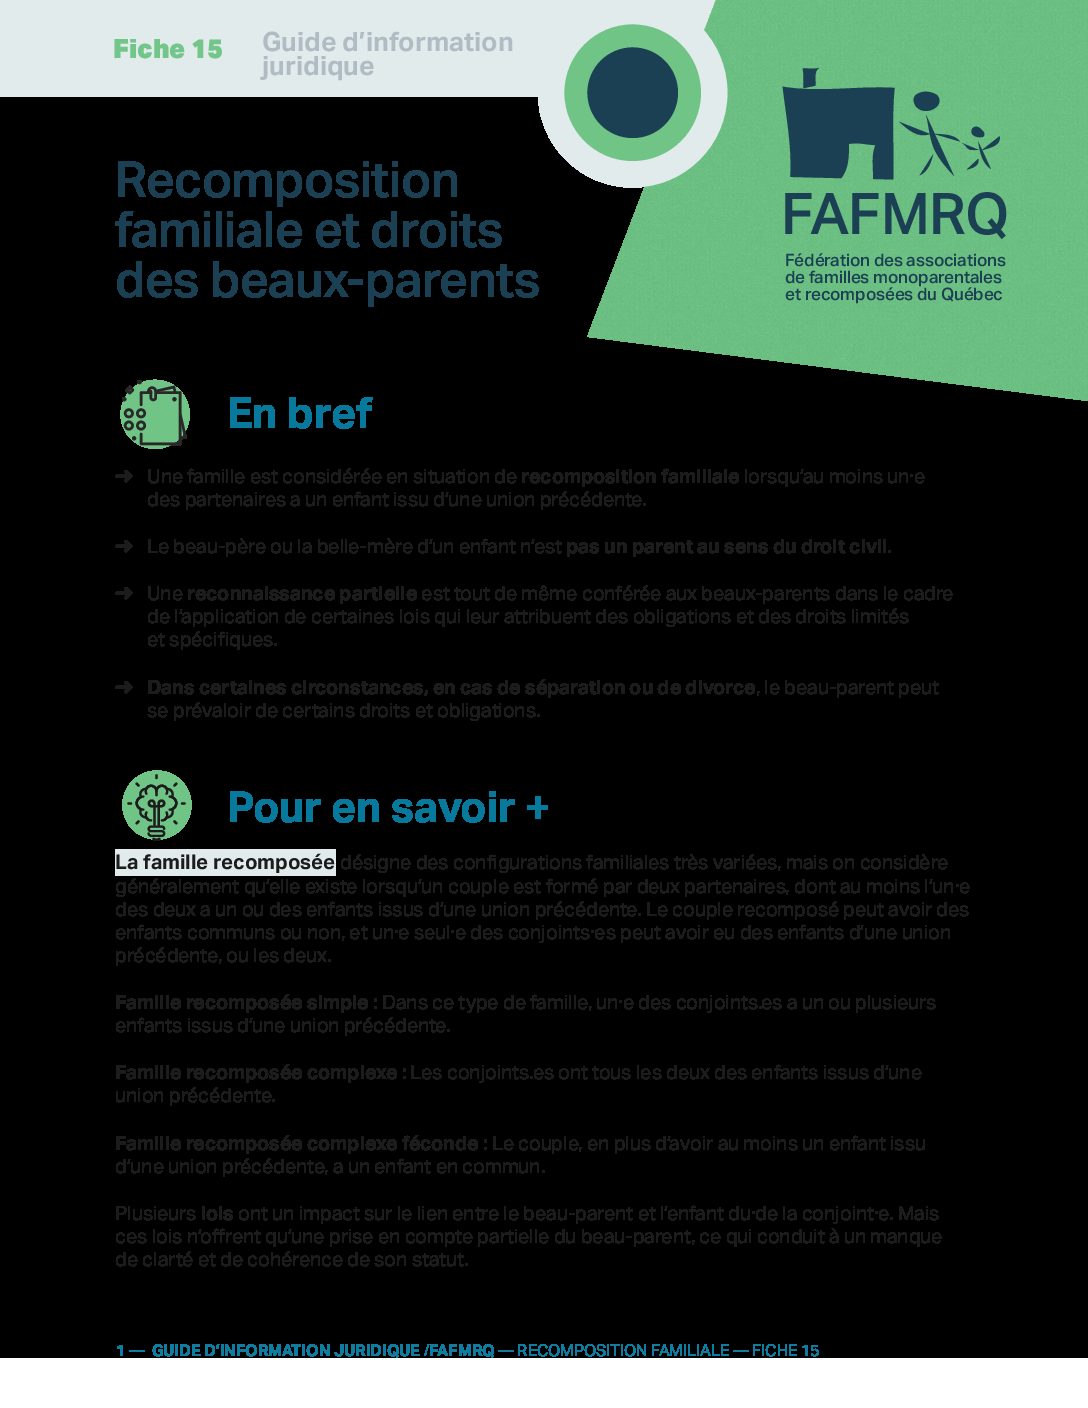 Fiche 15
Guide d’information
juridique
FAFMRQ
Fédération des associations
de familles monoparentales
et recomposées du Québec
Recomposition
familiale et droits
des beaux-parents
En bref
➜ Une famille est considérée en situation de recomposition familiale lorsqu’au moins un·e
des partenaires a un enfant issu d’une union précédente.
➜ Le beau-père ou la belle-mère d’un enfant n’est pas un parent au sens du droit civil.
➜ Une reconnaissance partielle est tout de même conférée aux beaux-parents dans le cadre
de l’application de certaines lois qui leur attribuent des obligations et des droits limités
et spécifiques.
➜ Dans certaines circonstances, en cas de séparation ou de divorce, le beau-parent peut
se prévaloir de certains droits et obligations.
Pour en savoir +
La famille recomposée désigne des configurations familiales très variées, mais on considère
généralement qu’elle existe lorsqu’un couple est formé par deux partenaires, dont au moins l’un·e
des deux a un ou des enfants issus d’une union précédente. Le couple recomposé peut avoir des
enfants communs ou non, et un·e seul·e des conjoints·es peut avoir eu des enfants d’une union
précédente, ou les deux.
Famille recomposée simple : Dans ce type de famille, un·e des conjoints.es a un ou plusieurs
enfants issus d’une union précédente.
Famille recomposée complexe : Les conjoints.es ont tous les deux des enfants issus d’une
union précédente.
Famille recomposée complexe féconde : Le couple, en plus d’avoir au moins un enfant issu
d’une union précédente, a un enfant en commun.
Plusieurs lois ont un impact sur le lien entre le beau-parent et l’enfant du·de la conjoint·e. Mais
ces lois n’offrent qu’une prise en compte partielle du beau-parent, ce qui conduit à un manque
de clarté et de cohérence de son statut.
1 — GUIDE D’INFORMATION JURIDIQUE /FAFMRQ — RECOMPOSITION FAMILIALE — FICHE 15